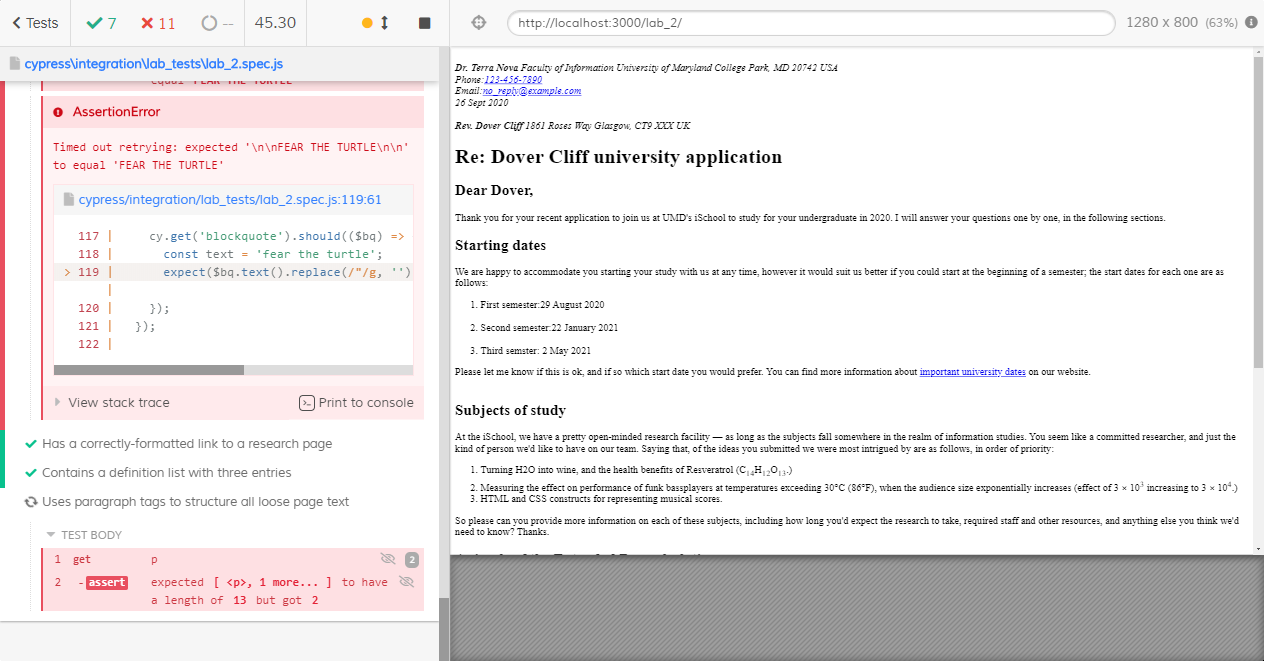 Tests 7 11 -- 45.30
http://localhost:3000/lab_2/ 1280 x 800 (63%)
cypress\integration\lab_tests\lab_2.spec.js
AssertionError
Timed out retrying: expected '\n\nFEAR THE TURTLE\n\n'
to equal 'FEAR THE TURTLE'
cypress/integration/lab_tests/lab_2.spec.js:119:61
117 | cy.get('blockquote').should(($bq) =>
118 | const text = 'fear the turtle';
> 119 | expect($bq.text().replace(/"/g, '')
|
120 | });
121 | });
122 |
View stack trace Print to console
Has a correctly-formatted link to a research page
Contains a definition list with three entries
Uses paragraph tags to structure all loose page text
TEST BODY
1 get p 2
2 -assert expected [ <p>, 1 more... ] to have
a length of 13 but got 2
Dr. Terra Nova Faculty of Information University of Maryland College Park, MD 20742 USA
Phone:123-456-7890
Email:no_reply@example.com
26 Sept 2020
Rev. Dover Cliff 1861 Roses Way Glasgow, CT9 XXX UK
Re: Dover Cliff university application
Dear Dover,
Thank you for your recent application to join us at UMD's iSchool to study for your undergraduate in 2020. I will answer your questions one by one, in the following sections.
Starting dates
We are happy to accommodate you starting your study with us at any time, however it would suit us better if you could start at the beginning of a semester; the start dates for each one are as
follows:
1. First semester:29 August 2020
2. Second semester:22 January 2021
3. Third semster: 2 May 2021
Please let me know if this is ok, and if so which start date you would prefer. You can find more information about important university dates on our website.
Subjects of study
At the iSchool, we have a pretty open-minded research facility — as long as the subjects fall somewhere in the realm of information studies. You seem like a committed researcher, and just the
kind of person we'd like to have on our team. Saying that, of the ideas you submitted we were most intrigued by are as follows, in order of priority:
1. Turning H2O into wine, and the health benefits of Resveratrol (C₁₄H₁₂O₁₃.)
2. Measuring the effect on performance of funk bassplayers at temperatures exceeding 30°C (86°F), when the audience size exponentially increases (effect of 3 × 10³ increasing to 3 × 10⁴.)
3. HTML and CSS constructs for representing musical scores.
So please can you provide more information on each of these subjects, including how long you'd expect the research to take, required staff and other resources, and anything else you think we'd
need to know? Thanks.